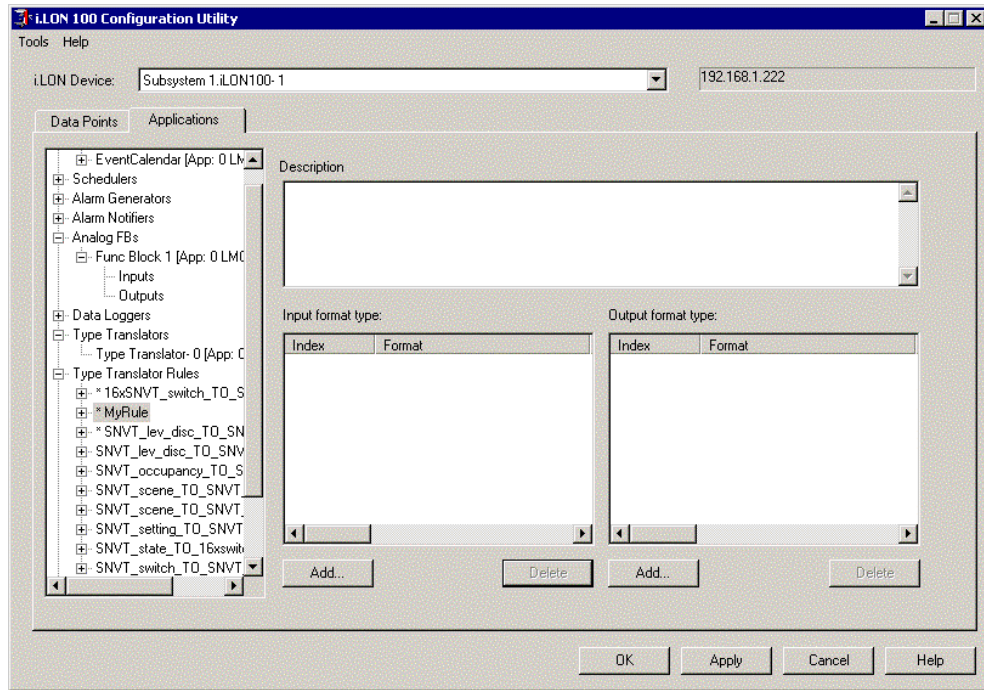 i.LON 100 Configuration Utility
Tools Help
i.LON Device: Subsystem 1.iLON100- 1 192.168.1.222
Data Points Applications
EventCalendar [App: 0 LM
Schedulers
Alarm Generators
Alarm Notifiers
Analog FBs
Func Block 1 [App: 0 LM0
Inputs
Outputs
Data Loggers
Type Translators
Type Translator- 0 [App: 0
Type Translator Rules
* 16xSNVT_switch_TO_S
* MyRule
* SNVT_lev_disc_TO_SN
SNVT_lev_disc_TO_SNV
SNVT_occupancy_TO_S
SNVT_scene_TO_SNVT_
SNVT_scene_TO_SNVT_
SNVT_setting_TO_SNVT
SNVT_state_TO_16xswit
SNVT_switch_TO_SNVT
Description
Input format type: Output format type:
Index Format Index Format
Add... Delete Add... Delete
OK Apply Cancel Help